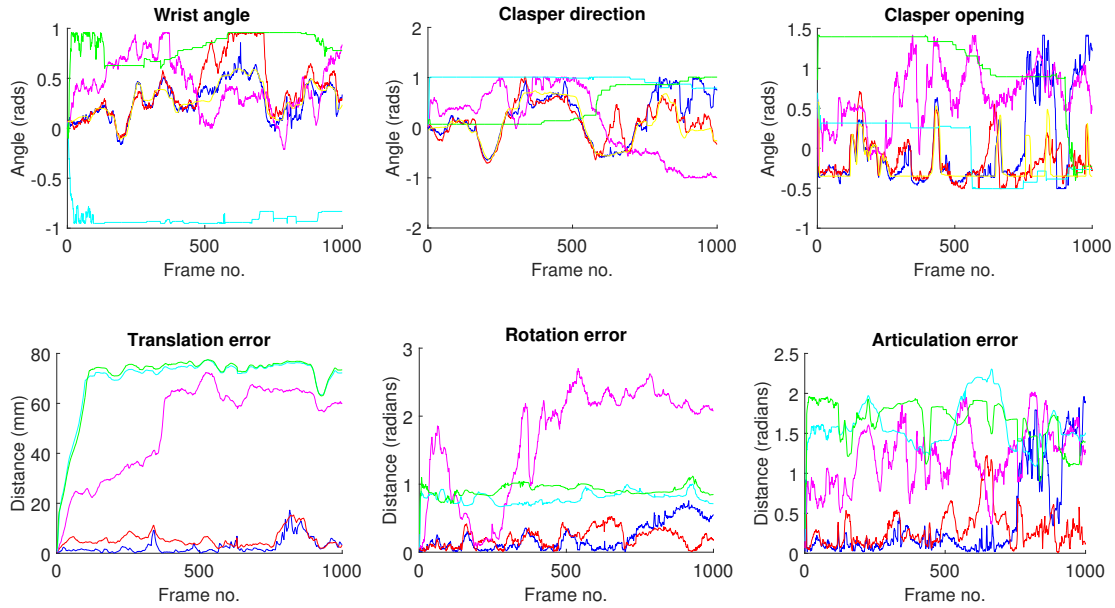 Wrist angle
Clasper direction
Clasper opening
1
0.5
0
-0.5
-1
Angle (rads)
0
500
1000
Frame no.
2
1
0
-1
-2
Angle (rads)
0
500
1000
Frame no.
1.5
1
0.5
0
-0.5
-1
Angle (rads)
0
500
1000
Frame no.
Translation error
Rotation error
Articulation error
80
60
40
20
0
Distance (mm)
0
500
1000
Frame no.
3
2
1
0
Distance (radians)
0
500
1000
Frame no.
2.5
2
1.5
1
0.5
0
Distance (radians)
0
500
1000
Frame no.